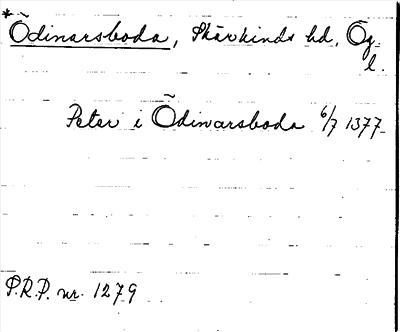 *Ödinarsboda, Skärkinds hd, Ög.
l.
Peter i Ödinarsboda 6/7 1377
P.R.P. nr. 1279